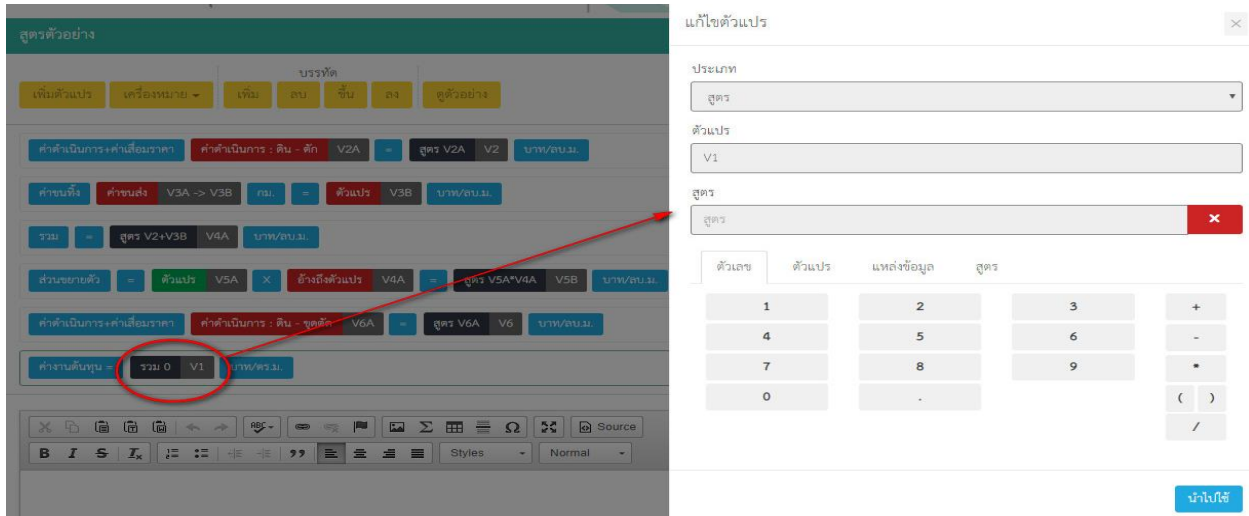 สูตรตัวอย่าง
บรรทัด
เพิ่มตัวแปร เครื่องหมาย เพิ่ม ลบ ขึ้น ลง ดูตัวอย่าง
ค่าดำเนินการ+ค่าเสื่อมราคา ค่าดำเนินการ : ดิน - ตัก V2A = สูตร V2A V2 บาท/ลบ.ม.
ค่าขนทิ้ง ค่าขนส่ง V3A -> V3B กม. = ตัวแปร V3B บาท/ลบ.ม.
รวม = สูตร V2+V3B V4A บาท/ลบ.ม.
ส่วนขยายตัว = ตัวแปร V5A X อ้างถึงตัวแปร V4A = สูตร V5A*V4A V5B บาท/ลบ.ม.
ค่าดำเนินการ+ค่าเสื่อมราคา ค่าดำเนินการ : ดิน - ขุดตัก V6A = สูตร V6A V6 บาท/ลบ.ม.
ค่างานต้นทุน = รวม 0 V1 บาท/ตร.ม.
ABC Σ Ω Source
B I S Ix Styles Normal
แก้ไขตัวแปร ×
ประเภท
สูตร
ตัวแปร
V1
สูตร
สูตร ×
ตัวเลข ตัวแปร แหล่งข้อมูล สูตร
1 2 3 +
4 5 6 -
7 8 9 *
0 . ( )
/
นำไปใช้